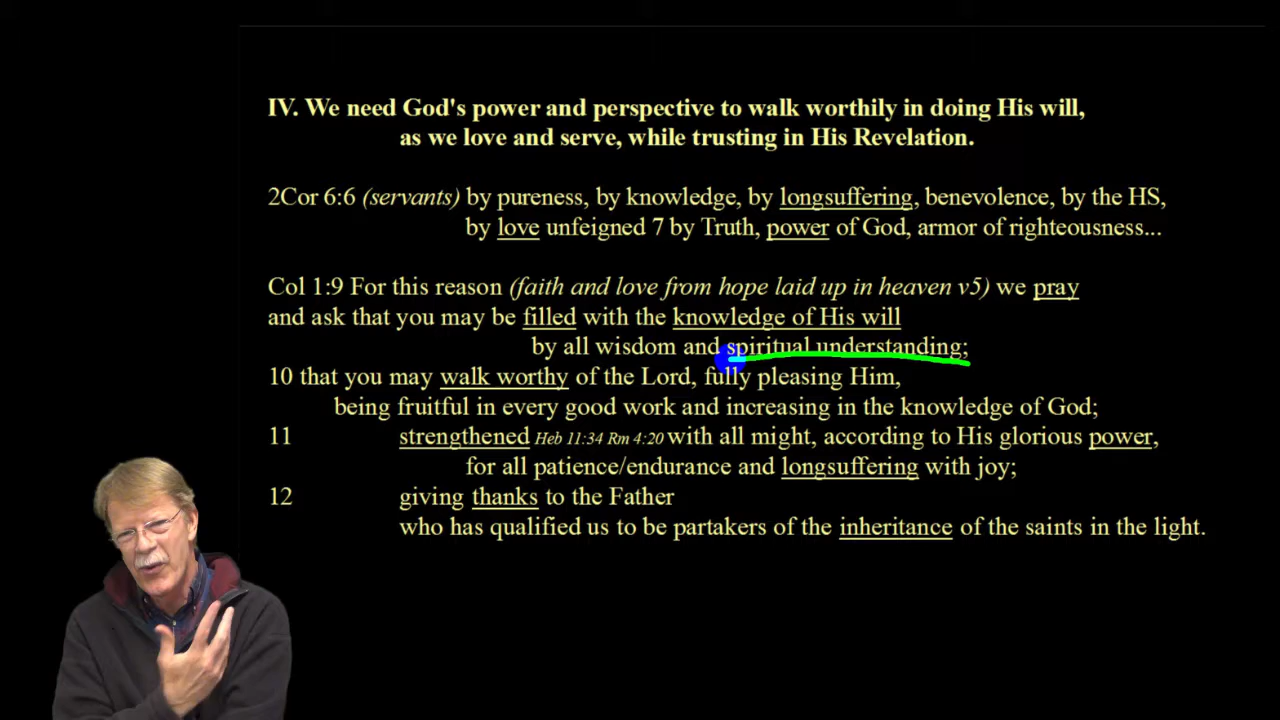 IV. We need God's power and perspective to walk worthily in doing His will,
as we love and serve, while trusting in His Revelation.
2Cor 6:6 (servants) by pureness, by knowledge, by longsuffering, benevolence, by the HS,
by love unfeigned 7 by Truth, power of God, armor of righteousness...
Col 1:9 For this reason (faith and love from hope laid up in heaven v5) we pray
and ask that you may be filled with the knowledge of His will
by all wisdom and spiritual understanding;
10 that you may walk worthy of the Lord, fully pleasing Him,
being fruitful in every good work and increasing in the knowledge of God;
11 strengthened Heb 11:34 Rm 4:20 with all might, according to His glorious power,
for all patience/endurance and longsuffering with joy;
12 giving thanks to the Father
who has qualified us to be partakers of the inheritance of the saints in the light.